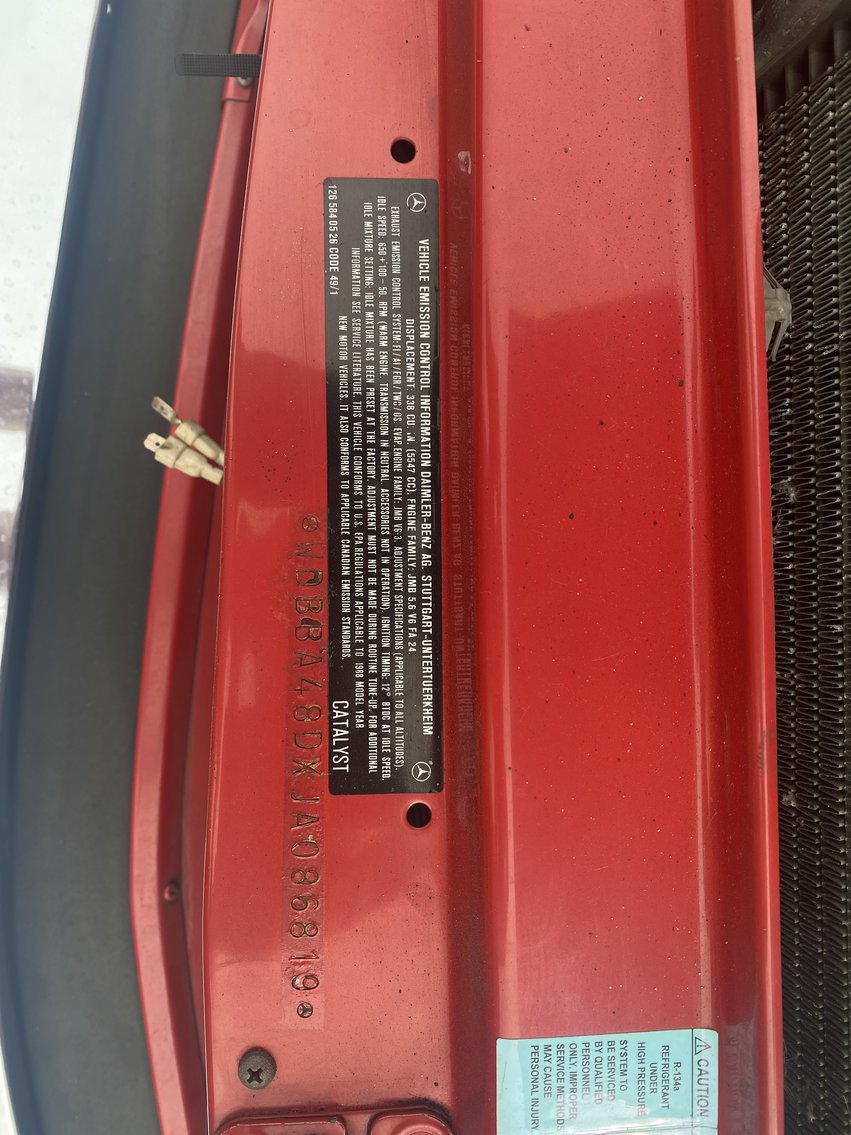 VEHICLE EMISSION CONTROL INFORMATION DAIMLER-BENZ AG. STUTTGART-UNTERTUERKHEIM
DISPLACEMENT: 338 CU. IN. (5547 CC). ENGINE FAMILY: JMB 5.6 V6 FA 24.
EXHAUST EMISSION CONTROL SYSTEM: FI/AI/EGR/TWC/OS. EVAP. ENGINE FAMILY: JMB V6-3. ADJUSTMENT SPECIFICATIONS (APPLICABLE TO ALL ALTITUDES).
IDLE SPEED: 650 +100 -50. RPM (WARM ENGINE, TRANSMISSION IN NEUTRAL, ACCESSORIES NOT IN OPERATION). IGNITION TIMING: 12° BTDC AT IDLE SPEED.
IDLE MIXTURE SETTING: IDLE MIXTURE HAS BEEN PRESET AT THE FACTORY. ADJUSTMENT MUST NOT BE MADE DURING ROUTINE TUNE-UP. FOR ADDITIONAL
INFORMATION SEE SERVICE LITERATURE. THIS VEHICLE CONFORMS TO U.S. EPA REGULATIONS APPLICABLE TO 1988 MODEL YEAR
NEW MOTOR VEHICLES. IT ALSO CONFORMS TO APPLICABLE CANADIAN EMISSION STANDARDS.
CATALYST
126 584 05 26 CODE 49/1
WDBBA48DXJA086819
CAUTION
R-134a
REFRIGERANT
UNDER
HIGH PRESSURE
SYSTEM TO
BE SERVICED
BY QUALIFIED
PERSONNEL
ONLY. IMPROPER
SERVICE METHODS
MAY CAUSE
PERSONAL INJURY.